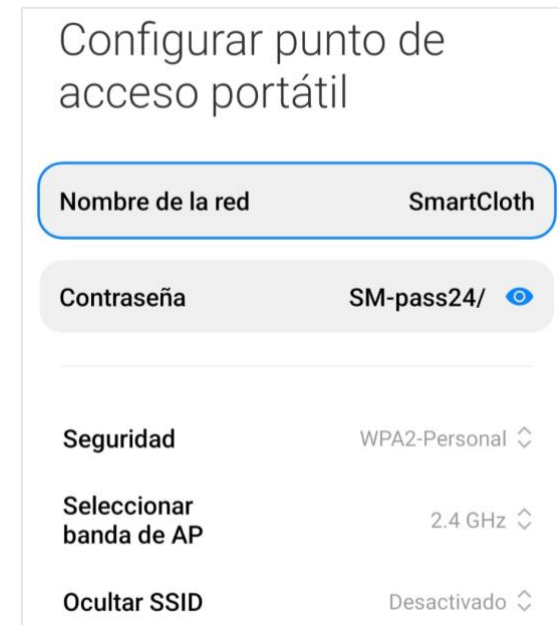 Configurar punto de
acceso portátil
Nombre de la red SmartCloth
Contraseña SM-pass24/
Seguridad WPA2-Personal
Seleccionar
banda de AP 2.4 GHz
Ocultar SSID Desactivado